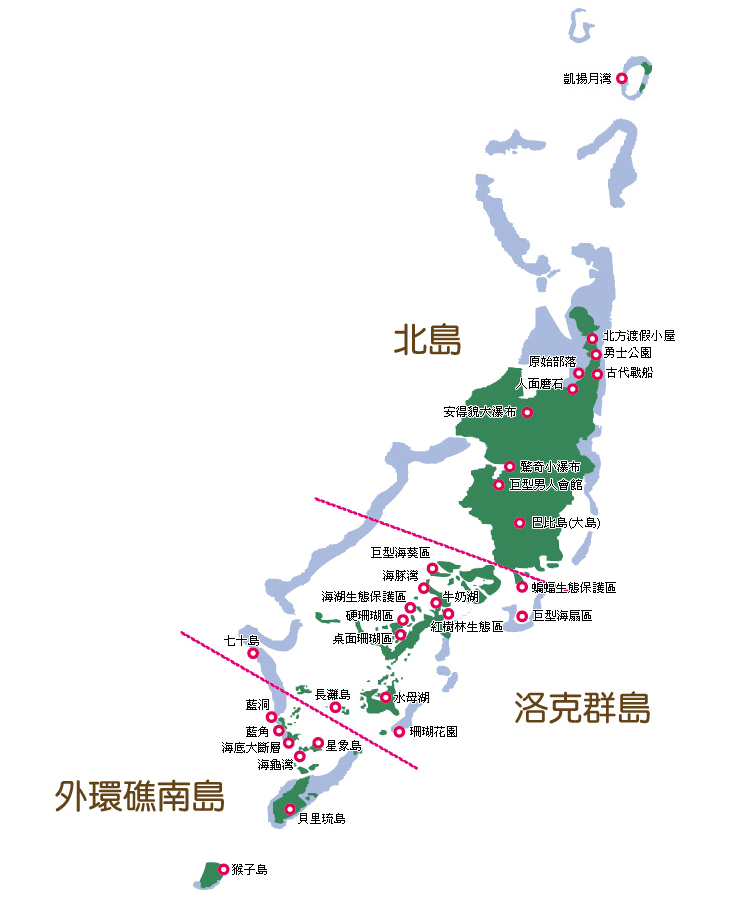 凱揚月灣
北島
北方渡假小屋
勇士公園
原始部落
古代戰船
人面磨石
安得貌大瀑布
驚奇小瀑布
巨型男人會館
巴比島(大島)
巨型海葵區
海豚灣
蝙蝠生態保護區
海湖生態保護區
牛奶湖
硬珊瑚區
巨型海扇區
紅樹林生態區
桌面珊瑚區
七十島
長灘島
水母湖
洛克群島
藍洞
藍角
珊瑚花園
海底大斷層
星象島
海龜灣
外環礁南島
貝里琉島
猴子島